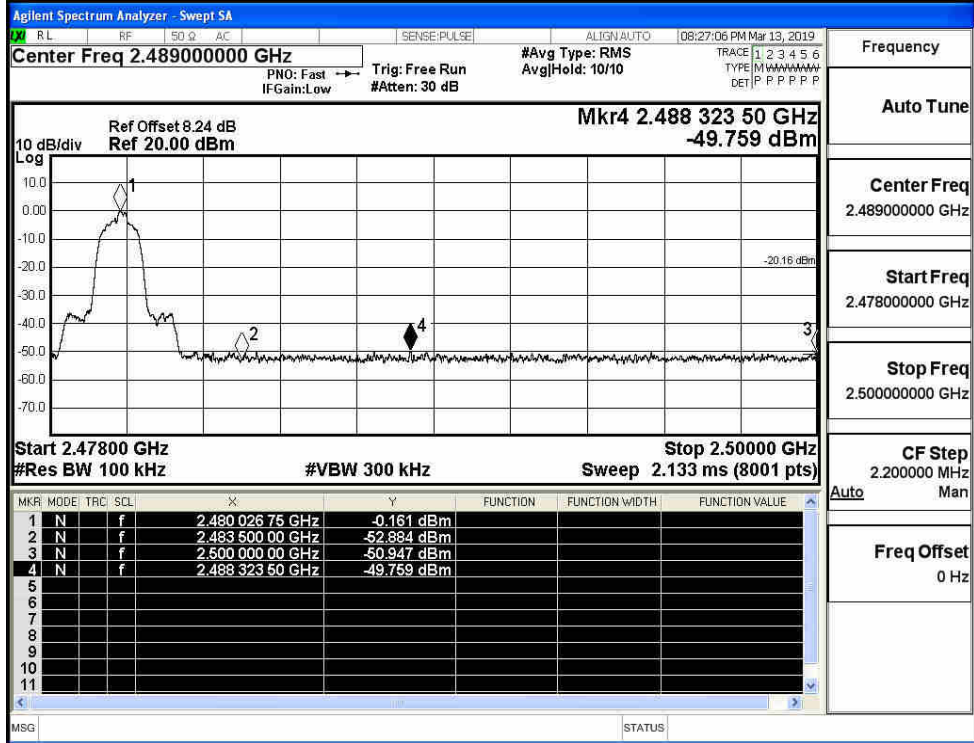 Agilent Spectrum Analyzer - Swept SA
LXI RL RF 50 Ω AC SENSE:PULSE ALIGN AUTO 08:27:06 PM Mar 13, 2019
Center Freq 2.489000000 GHz
PNO: Fast
IFGain:Low
Trig: Free Run
#Atten: 30 dB
#Avg Type: RMS
Avg|Hold: 10/10
TRACE 1 2 3 4 5 6
TYPE M WWWWW
DET P P P P P P
Mkr4 2.488 323 50 GHz
-49.759 dBm
Ref Offset 8.24 dB
10 dB/div Ref 20.00 dBm
Log
10.0
0.00
-10.0
-20.0
-30.0
-40.0
-50.0
-60.0
-70.0
1
2
4
3
-20.16 dBm
Start 2.47800 GHz Stop 2.50000 GHz
#Res BW 100 kHz #VBW 300 kHz Sweep 2.133 ms (8001 pts)
MKR MODE TRC SCL X Y FUNCTION FUNCTION WIDTH FUNCTION VALUE
1 N f 2.480 026 75 GHz -0.161 dBm
2 N f 2.483 500 00 GHz -52.884 dBm
3 N f 2.500 000 00 GHz -50.947 dBm
4 N f 2.488 323 50 GHz -49.759 dBm
5
6
7
8
9
10
11
MSG STATUS
Frequency
Auto Tune
Center Freq
2.489000000 GHz
Start Freq
2.478000000 GHz
Stop Freq
2.500000000 GHz
CF Step
2.200000 MHz
Auto Man
Freq Offset
0 Hz